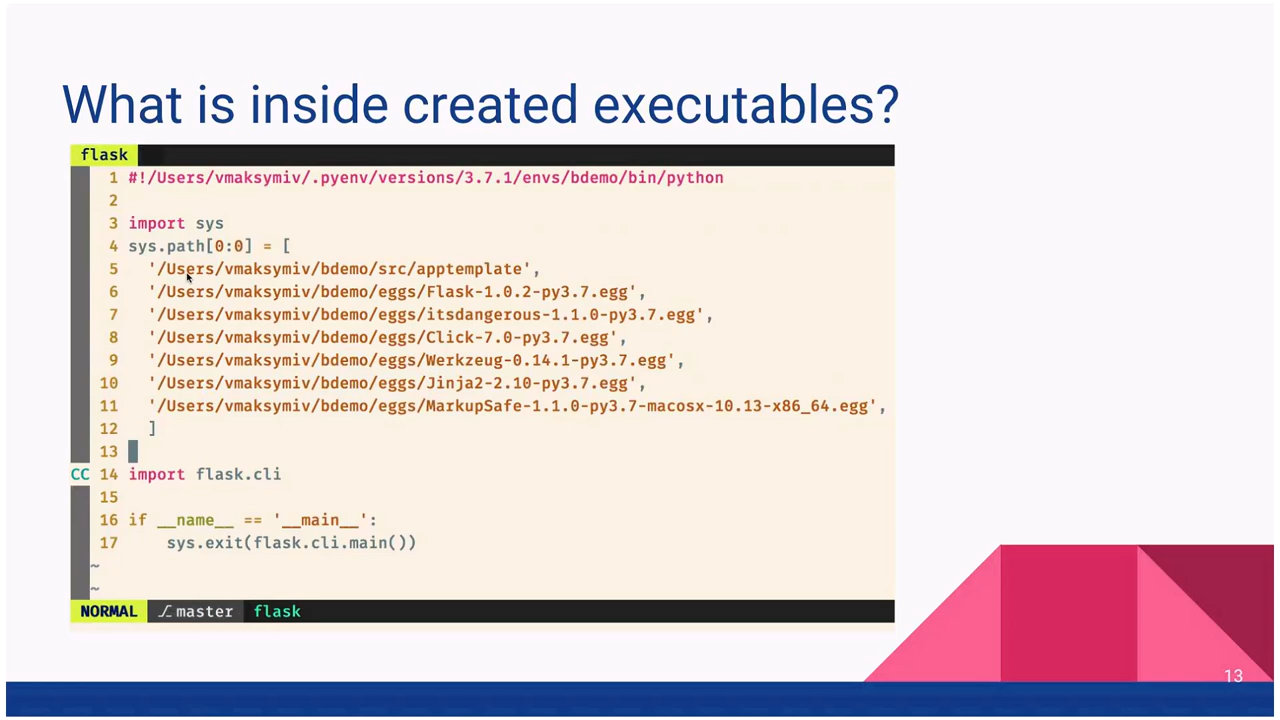 What is inside created executables?
flask
1 #!/Users/vmaksymiv/.pyenv/versions/3.7.1/envs/bdemo/bin/python
2
3 import sys
4 sys.path[0:0] = [
5   '/Users/vmaksymiv/bdemo/src/apptemplate',
6   '/Users/vmaksymiv/bdemo/eggs/Flask-1.0.2-py3.7.egg',
7   '/Users/vmaksymiv/bdemo/eggs/itsdangerous-1.1.0-py3.7.egg',
8   '/Users/vmaksymiv/bdemo/eggs/Click-7.0-py3.7.egg',
9   '/Users/vmaksymiv/bdemo/eggs/Werkzeug-0.14.1-py3.7.egg',
10   '/Users/vmaksymiv/bdemo/eggs/Jinja2-2.10-py3.7.egg',
11   '/Users/vmaksymiv/bdemo/eggs/MarkupSafe-1.1.0-py3.7-macosx-10.13-x86_64.egg',
12   ]
13
CC 14 import flask.cli
15
16 if __name__ == '__main__':
17     sys.exit(flask.cli.main())
~
~
NORMAL master flask
13